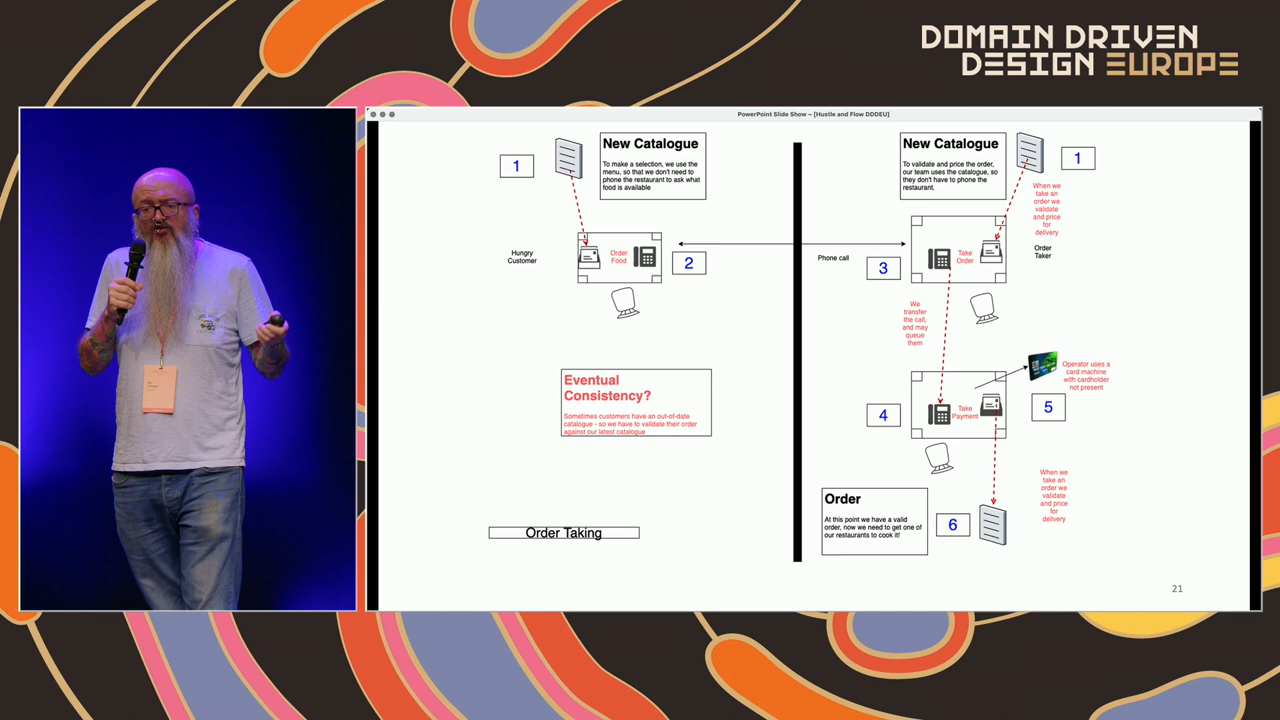 DOMAIN DRIVEN
DESIGN EUROPE
PowerPoint Slide Show – [Hustle and Flow DDDEU]
1
New Catalogue
To make a selection, we use the
menu, so that we don't need to
phone the restaurant to ask what
food is available
New Catalogue
To validate and price the order,
our team uses the catalogue, so
they don't have to phone the
restaurant.
1
When we
take an
order we
validate
and price
for
delivery
Hungry
Customer
Order
Food
2
Phone call
3
Take
Order
Order
Taker
We
transfer
the call,
and may
queue
them
Eventual
Consistency?
Sometimes customers have an out-of-date
catalogue - so we have to validate their order
against our latest catalogue
4
Take
Payment
Operator uses a
card machine
with cardholder
not present
5
When we
take an
order we
validate
and price
for
delivery
Order
At this point we have a valid
order, now we need to get one of
our restaurants to cook it!
6
Order Taking
21